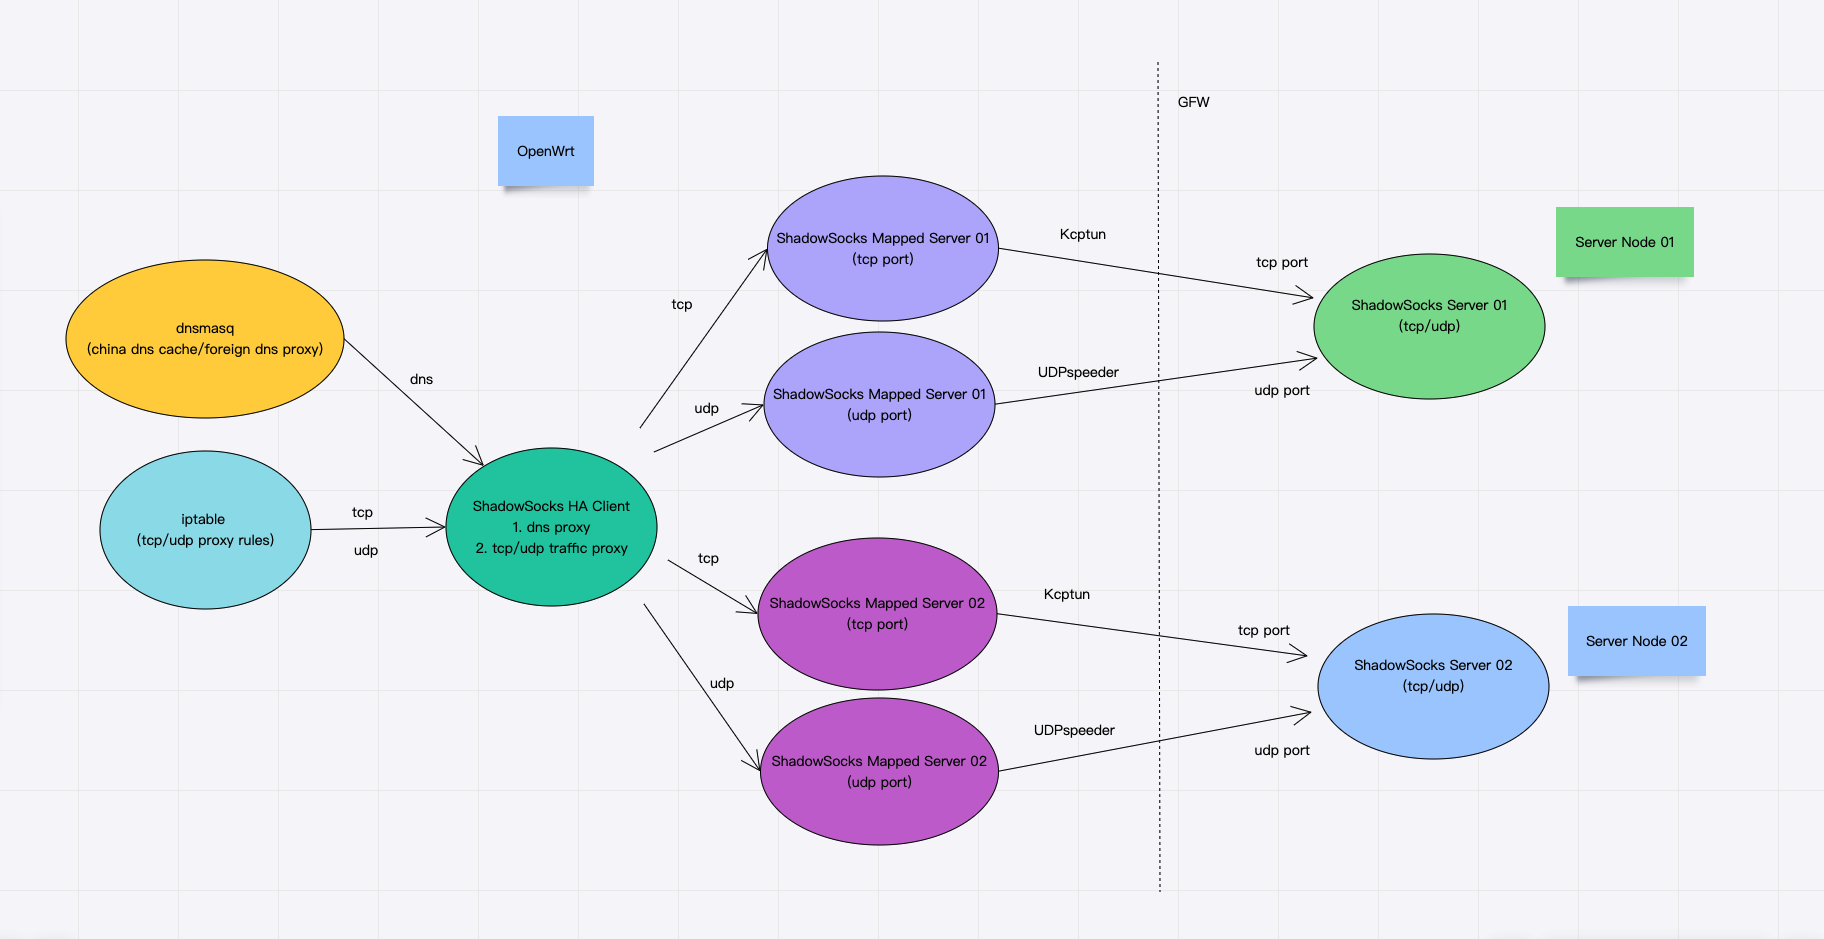 GFW
OpenWrt
ShadowSocks Mapped Server 01
(tcp port)
Kcptun
tcp port
Server Node 01
tcp
ShadowSocks Server 01
(tcp/udp)
dnsmasq
(china dns cache/foreign dns proxy)
dns
udp
ShadowSocks Mapped Server 01
(udp port)
UDPspeeder
udp port
iptable
(tcp/udp proxy rules)
tcp
udp
ShadowSocks HA Client
1. dns proxy
2. tcp/udp traffic proxy
tcp
ShadowSocks Mapped Server 02
(tcp port)
Kcptun
tcp port
ShadowSocks Server 02
(tcp/udp)
Server Node 02
udp
ShadowSocks Mapped Server 02
(udp port)
UDPspeeder
udp port